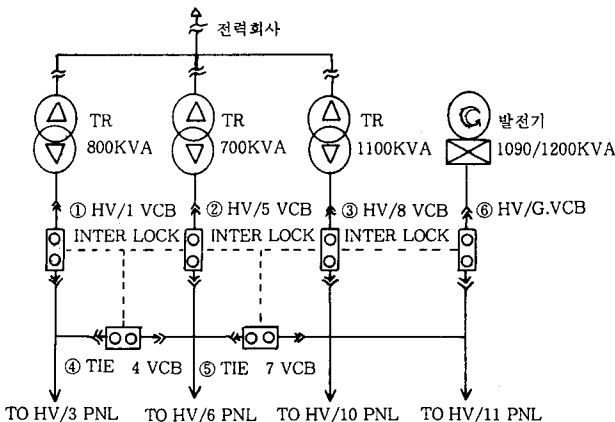 전력회사
TR 800KVA
TR 700KVA
TR 1100KVA
발전기 1090/1200KVA
① HV/1 VCB
② HV/5 VCB
③ HV/8 VCB
⑥ HV/G.VCB
INTER LOCK
INTER LOCK
INTER LOCK
④ TIE 4 VCB
⑤ TIE 7 VCB
TO HV/3 PNL
TO HV/6 PNL
TO HV/10 PNL
TO HV/11 PNL